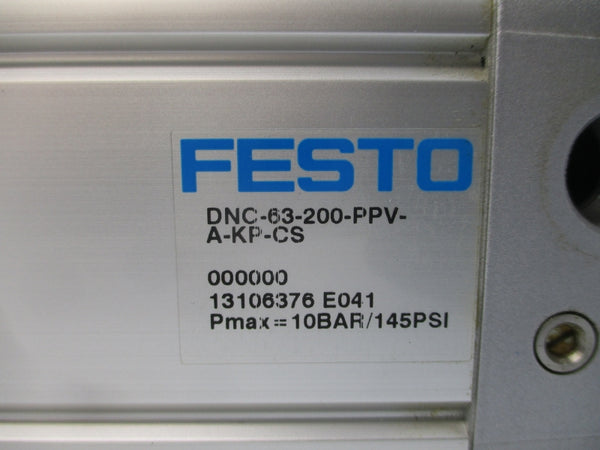 FESTO
DNC-63-200-PPV-
A-KP-CS
000000
13106376 E041
Pmax=10BAR/145PSI